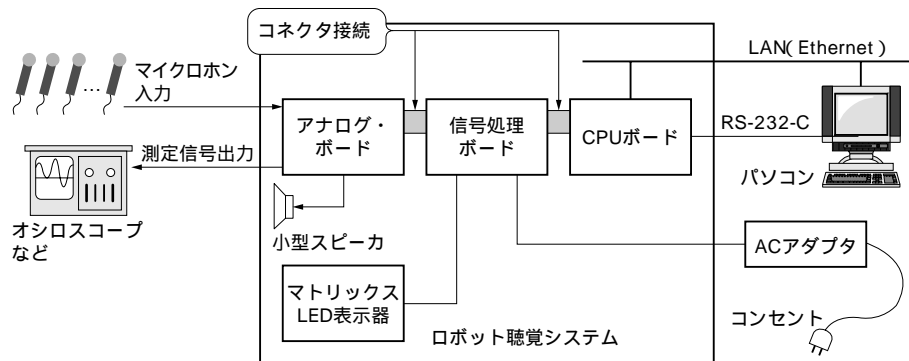 コネクタ接続
LAN(Ethernet)
マイクロホン
入力
アナログ・
ボード
信号処理
ボード
CPUボード
RS-232-C
測定信号出力
パソコン
オシロスコープ
など
小型スピーカ
ACアダプタ
マトリックス
LED表示器
コンセント
ロボット聴覚システム